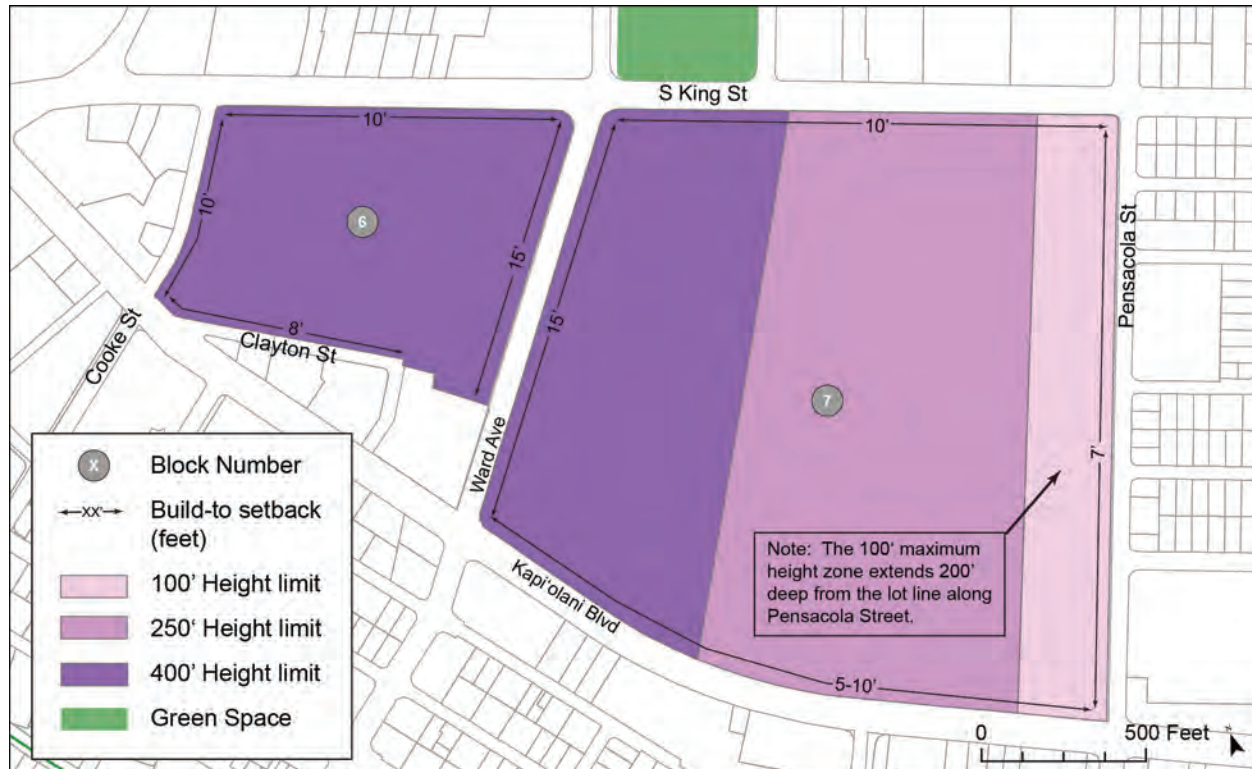 S King St
10'
10'
10'
6
15'
15'
8'
Clayton St
Cooke St
Ward Ave
7
7'
Pensacola St
Kapi'olani Blvd
5-10'
Note: The 100' maximum
height zone extends 200'
deep from the lot line along
Pensacola Street.
X
Block Number
XX'
Build-to setback
(feet)
100' Height limit
250' Height limit
400' Height limit
Green Space
0
500 Feet